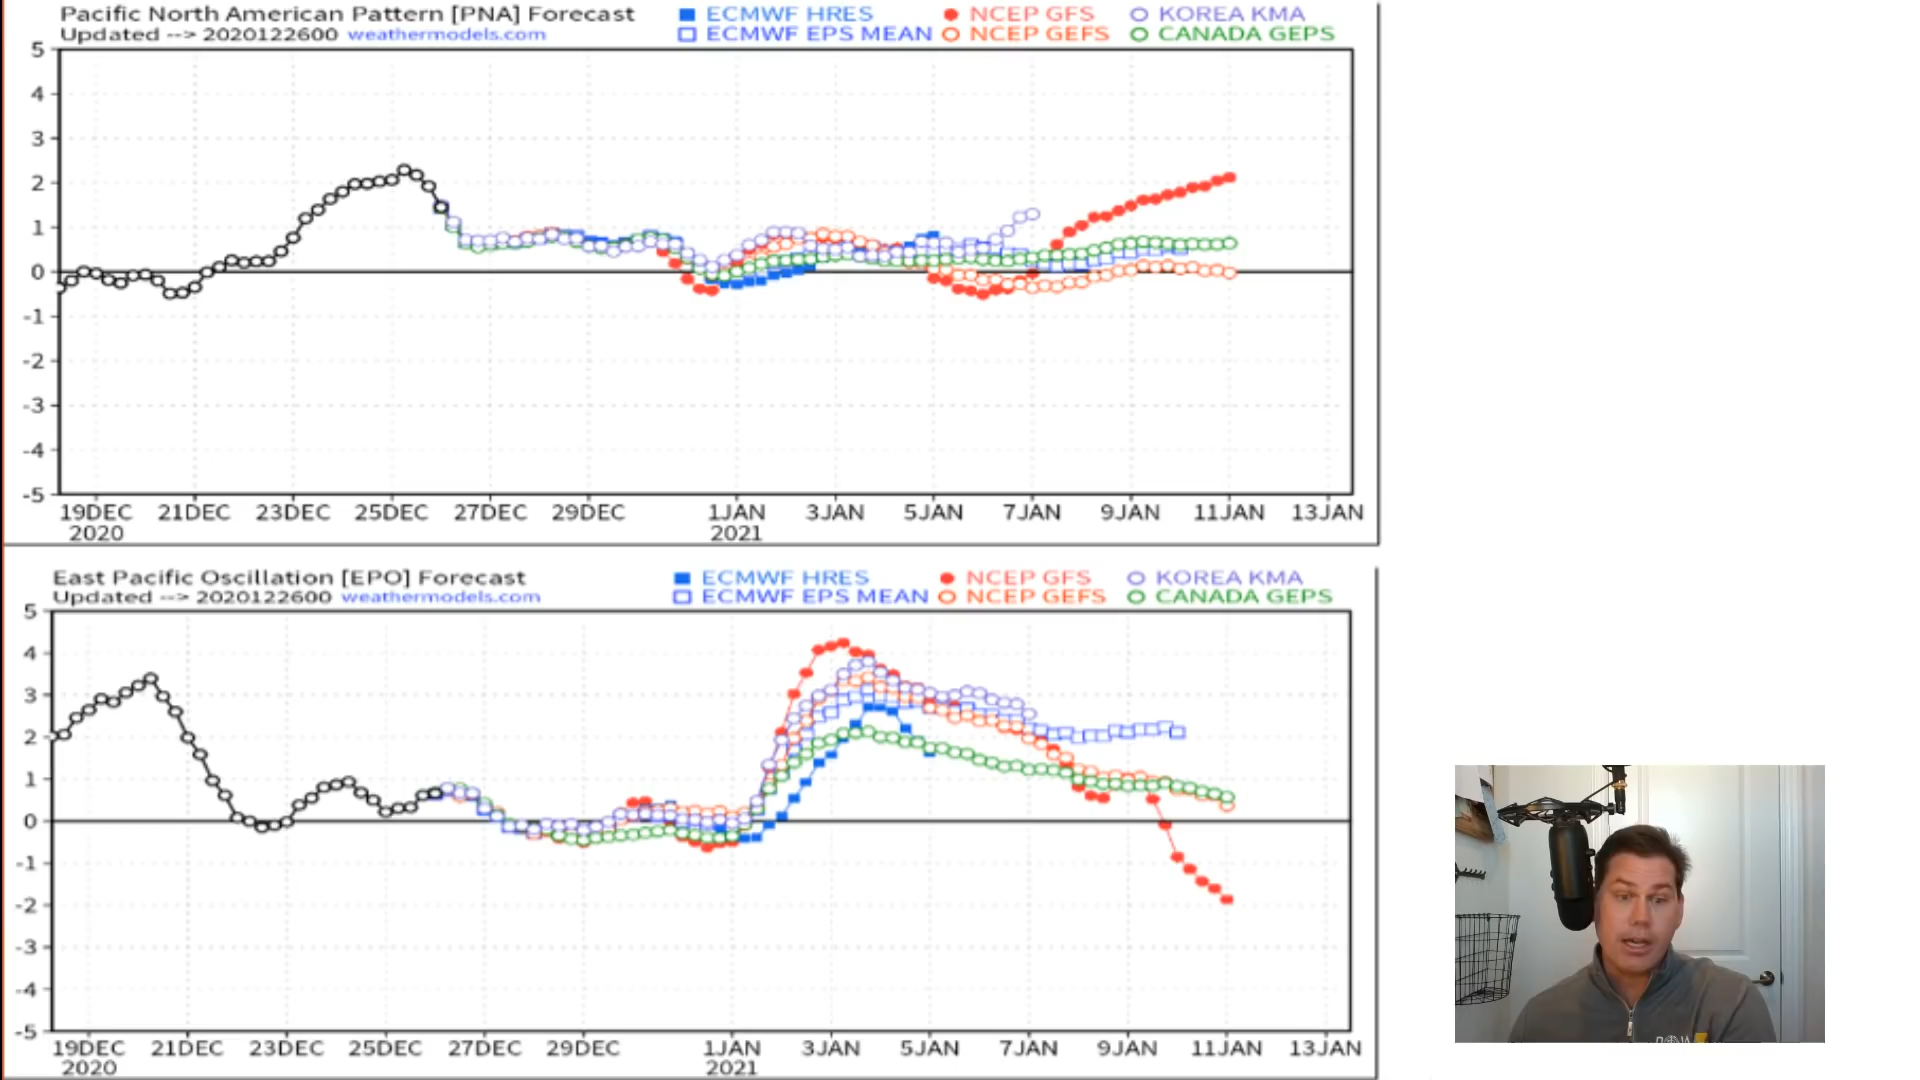 Pacific North American Pattern [PNA] Forecast
Updated --> 2020122600 weathermodels.com
ECMWF HRES NCEP GFS KOREA KMA
ECMWF EPS MEAN NCEP GEFS CANADA GEPS
5
4
3
2
1
0
-1
-2
-3
-4
-5
19DEC 21DEC 23DEC 25DEC 27DEC 29DEC 1JAN 3JAN 5JAN 7JAN 9JAN 11JAN 13JAN
2020 2021
East Pacific Oscillation [EPO] Forecast
Updated --> 2020122600 weathermodels.com
ECMWF HRES NCEP GFS KOREA KMA
ECMWF EPS MEAN NCEP GEFS CANADA GEPS
5
4
3
2
1
0
-1
-2
-3
-4
-5
19DEC 21DEC 23DEC 25DEC 27DEC 29DEC 1JAN 3JAN 5JAN 7JAN 9JAN 11JAN 13JAN
2020 2021